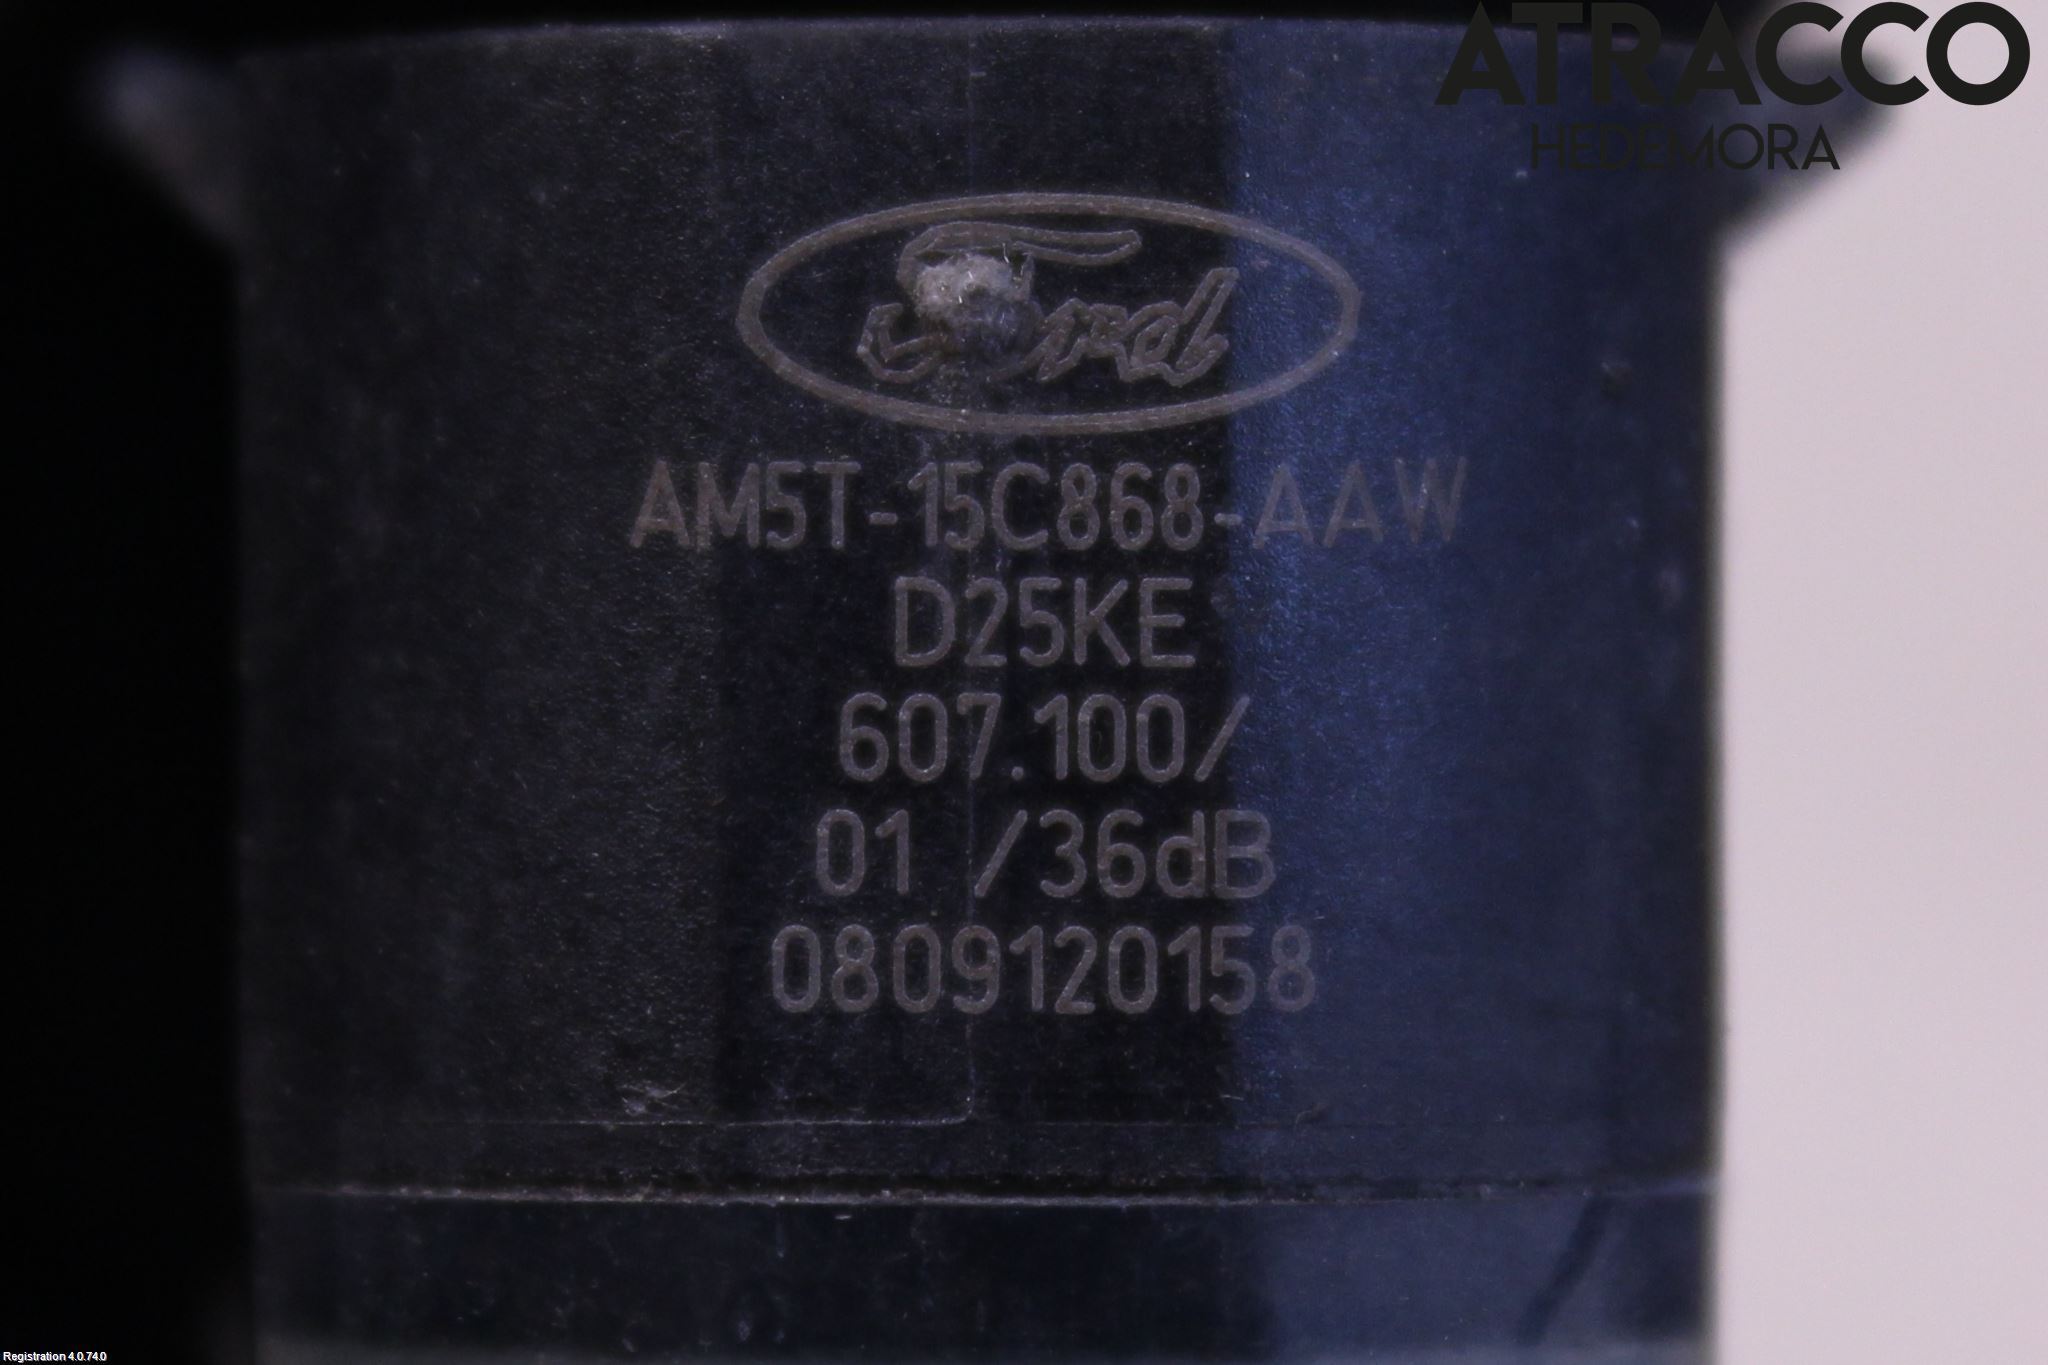 ATRACCO
HEDEMORA
Ford
AM5T-15C868-AAW
D25KE
607.100/
01 /36dB
0809120158
Registration 4.0.74.0